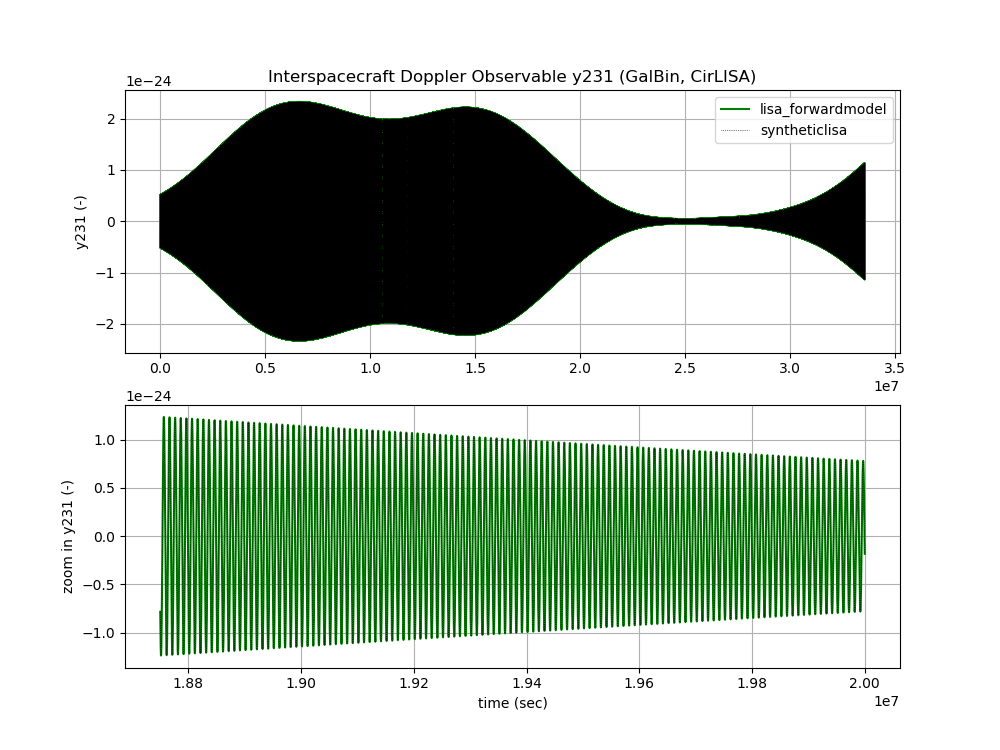 Interspacecraft Doppler Observable y231 (GalBin, CirLISA)
1e−24
lisa_forwardmodel
syntheticlisa
y231 (-)
2
1
0
−1
−2
0.0 0.5 1.0 1.5 2.0 2.5 3.0 3.5
1e7
1e−24
zoom in y231 (-)
1.0
0.5
0.0
−0.5
−1.0
1.88 1.90 1.92 1.94 1.96 1.98 2.00
1e7
time (sec)